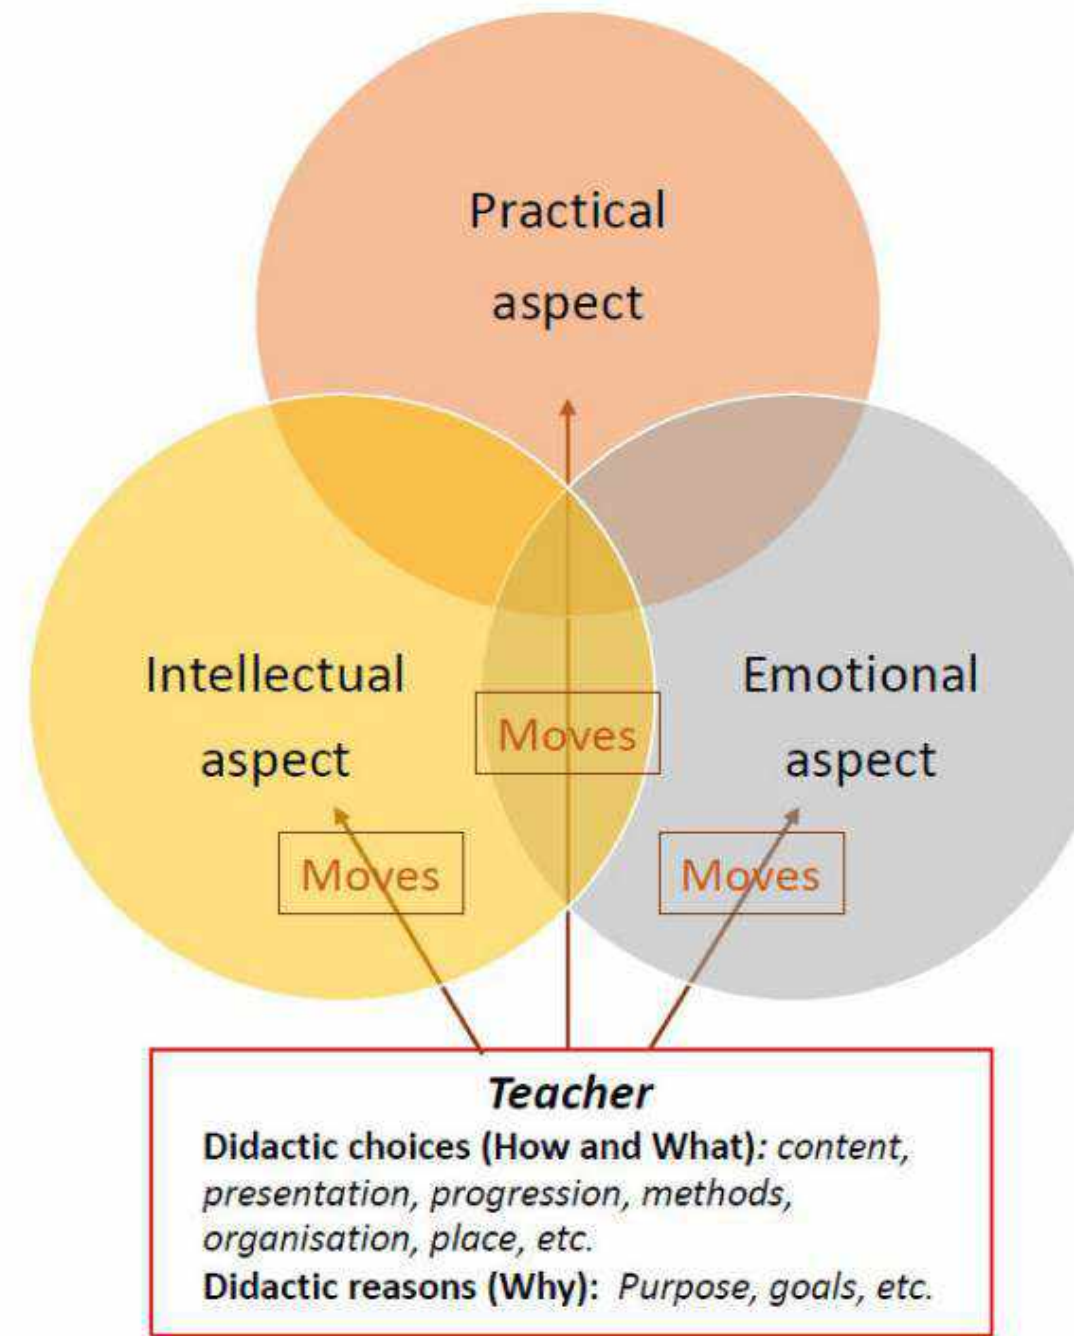 Practical
aspect
Intellectual
aspect
Emotional
aspect
Moves
Moves
Moves
Teacher
Didactic choices (How and What): content,
presentation, progression, methods,
organisation, place, etc.
Didactic reasons (Why): Purpose, goals, etc.